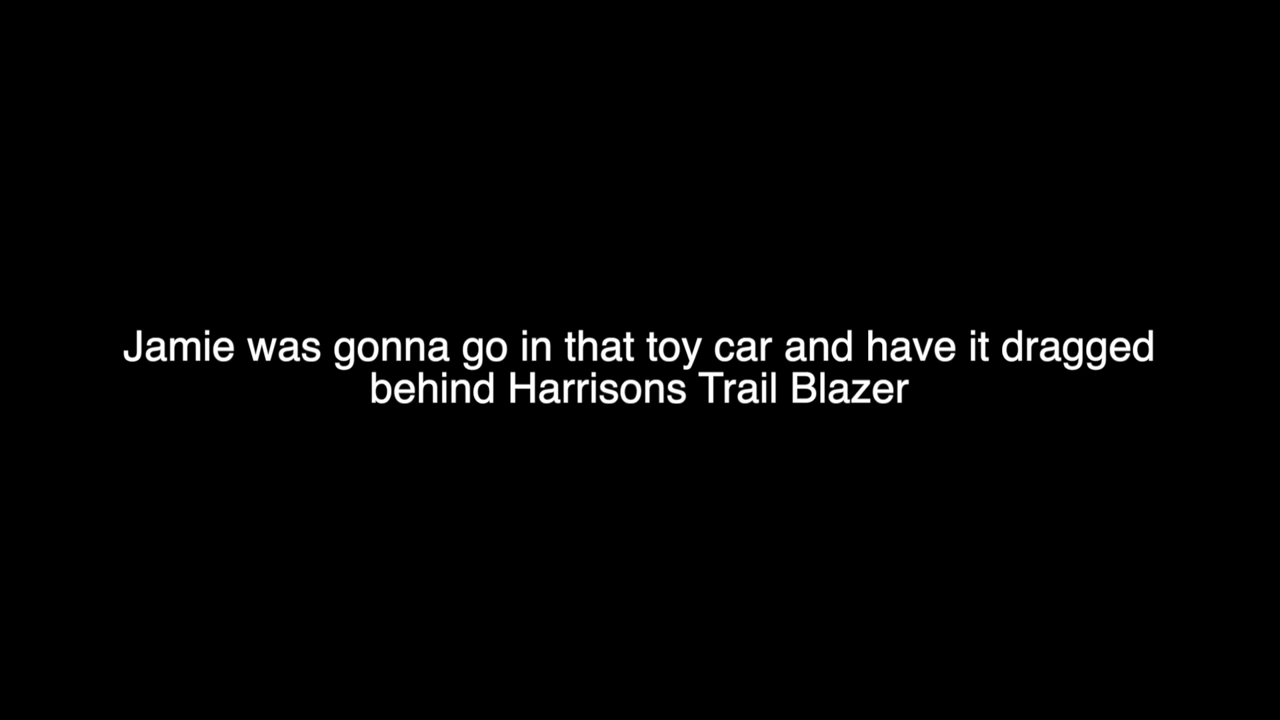 Jamie was gonna go in that toy car and have it dragged
behind Harrisons Trail Blazer